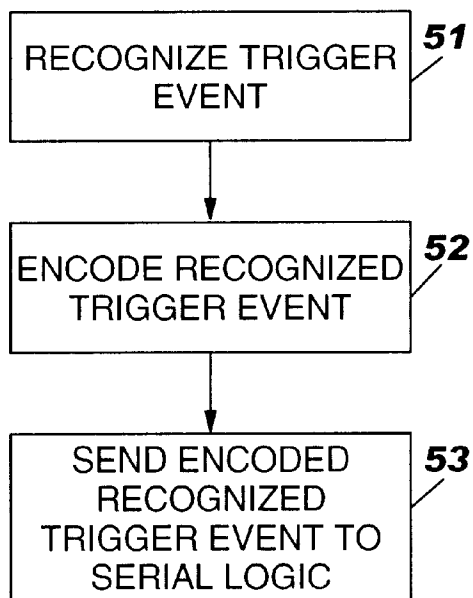 RECOGNIZE TRIGGER
EVENT
51
ENCODE RECOGNIZED
TRIGGER EVENT
52
SEND ENCODED
RECOGNIZED
TRIGGER EVENT TO
SERIAL LOGIC
53